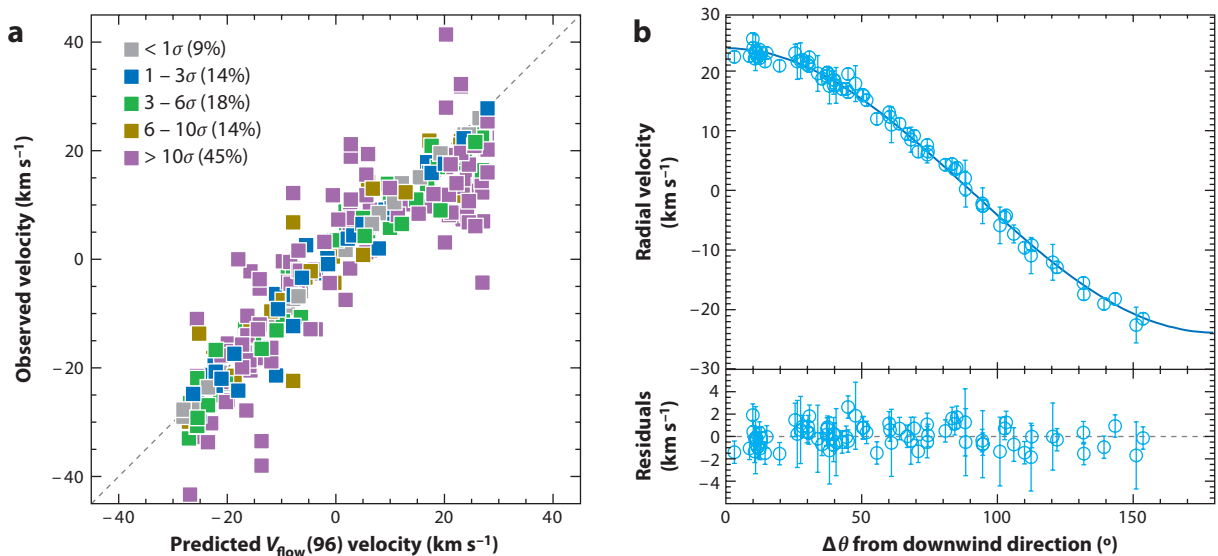 a
< 1σ (9%)
1 – 3σ (14%)
3 – 6σ (18%)
6 – 10σ (14%)
> 10σ (45%)
Observed velocity (km s⁻¹)
40
20
0
−20
−40
−40
−20
0
20
40
Predicted V_flow(96) velocity (km s⁻¹)
b
Radial velocity
(km s⁻¹)
30
20
10
0
−10
−20
−30
Residuals
(km s⁻¹)
4
2
0
−2
−4
0
50
100
150
Δθ from downwind direction (º)